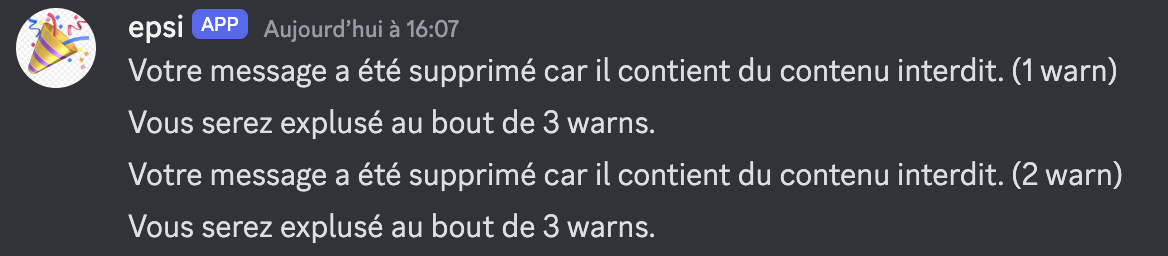 epsi APP Aujourd’hui à 16:07
Votre message a été supprimé car il contient du contenu interdit. (1 warn)
Vous serez explusé au bout de 3 warns.
Votre message a été supprimé car il contient du contenu interdit. (2 warn)
Vous serez explusé au bout de 3 warns.